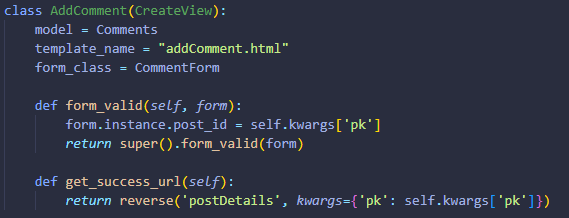 class AddComment(CreateView):
    model = Comments
    template_name = "addComment.html"
    form_class = CommentForm

    def form_valid(self, form):
        form.instance.post_id = self.kwargs['pk']
        return super().form_valid(form)

    def get_success_url(self):
        return reverse('postDetails', kwargs={'pk': self.kwargs['pk']})